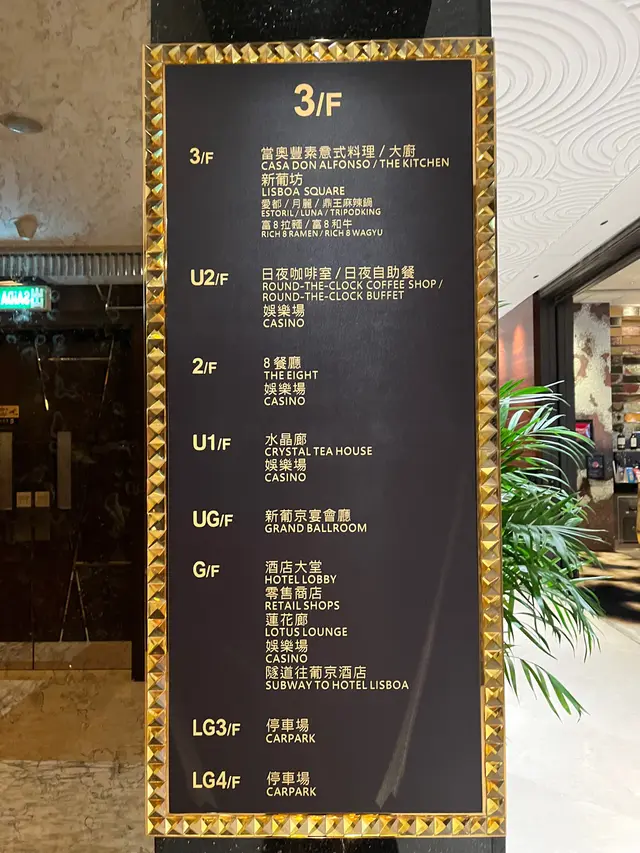 3/F
3/F
當奧豐素意式料理 / 大廚
CASA DON ALFONSO / THE KITCHEN
新葡坊
LISBOA SQUARE
愛都 / 月麗 / 鼎王麻辣鍋
ESTORIL / LUNA / TRIPODKING
富8拉麵 / 富8和牛
RICH 8 RAMEN / RICH 8 WAGYU
U2/F
日夜咖啡室 / 日夜自助餐
ROUND-THE-CLOCK COFFEE SHOP /
ROUND-THE-CLOCK BUFFET
娛樂場
CASINO
2/F
8 餐廳
THE EIGHT
娛樂場
CASINO
U1/F
水晶廊
CRYSTAL TEA HOUSE
娛樂場
CASINO
UG/F
新葡京宴會廳
GRAND BALLROOM
G/F
酒店大堂
HOTEL LOBBY
零售商店
RETAIL SHOPS
蓮花廊
LOTUS LOUNGE
娛樂場
CASINO
隧道往葡京酒店
SUBWAY TO HOTEL LISBOA
LG3/F
停車場
CARPARK
LG4/F
停車場
CARPARK
SAIDA